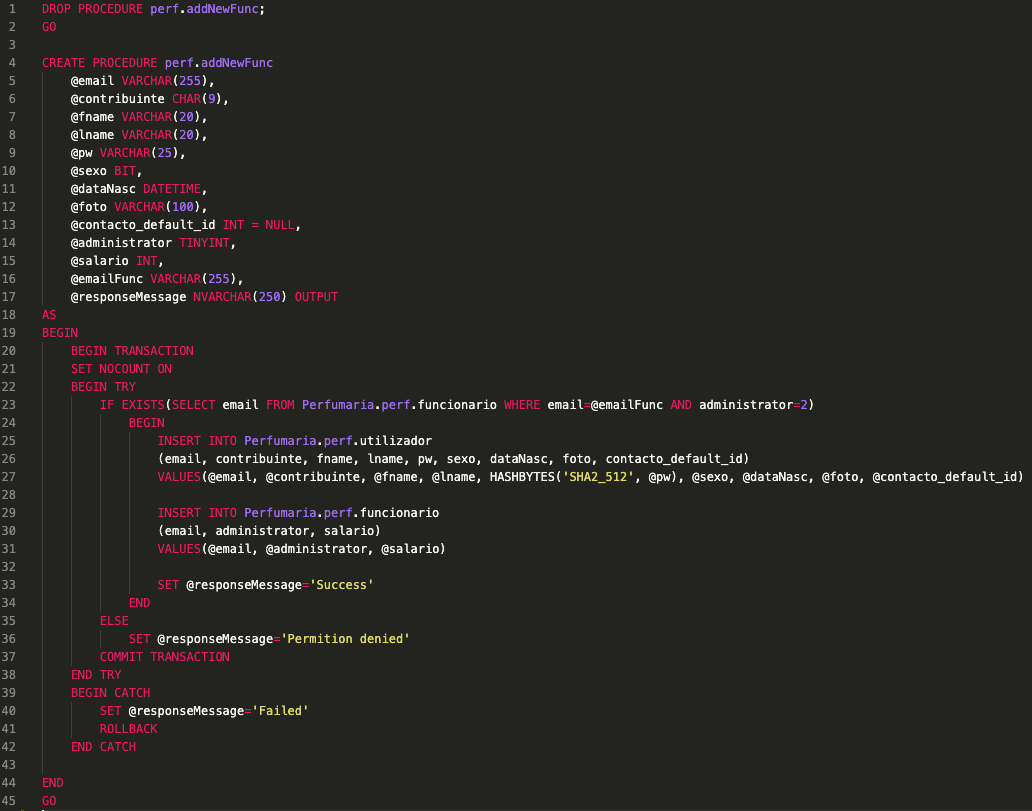 1 DROP PROCEDURE perf.addNewFunc;
2 GO
3
4 CREATE PROCEDURE perf.addNewFunc
5 @email VARCHAR(255),
6 @contribuinte CHAR(9),
7 @fname VARCHAR(20),
8 @lname VARCHAR(20),
9 @pw VARCHAR(25),
10 @sexo BIT,
11 @dataNasc DATETIME,
12 @foto VARCHAR(100),
13 @contacto_default_id INT = NULL,
14 @administrator TINYINT,
15 @salario INT,
16 @emailFunc VARCHAR(255),
17 @responseMessage NVARCHAR(250) OUTPUT
18 AS
19 BEGIN
20 BEGIN TRANSACTION
21 SET NOCOUNT ON
22 BEGIN TRY
23 IF EXISTS(SELECT email FROM Perfumaria.perf.funcionario WHERE email=@emailFunc AND administrator=2)
24 BEGIN
25 INSERT INTO Perfumaria.perf.utilizador
26 (email, contribuinte, fname, lname, pw, sexo, dataNasc, foto, contacto_default_id)
27 VALUES(@email, @contribuinte, @fname, @lname, HASHBYTES('SHA2_512', @pw), @sexo, @dataNasc, @foto, @contacto_default_id)
28
29 INSERT INTO Perfumaria.perf.funcionario
30 (email, administrator, salario)
31 VALUES(@email, @administrator, @salario)
32
33 SET @responseMessage='Success'
34 END
35 ELSE
36 SET @responseMessage='Permition denied'
37 COMMIT TRANSACTION
38 END TRY
39 BEGIN CATCH
40 SET @responseMessage='Failed'
41 ROLLBACK
42 END CATCH
43
44 END
45 GO